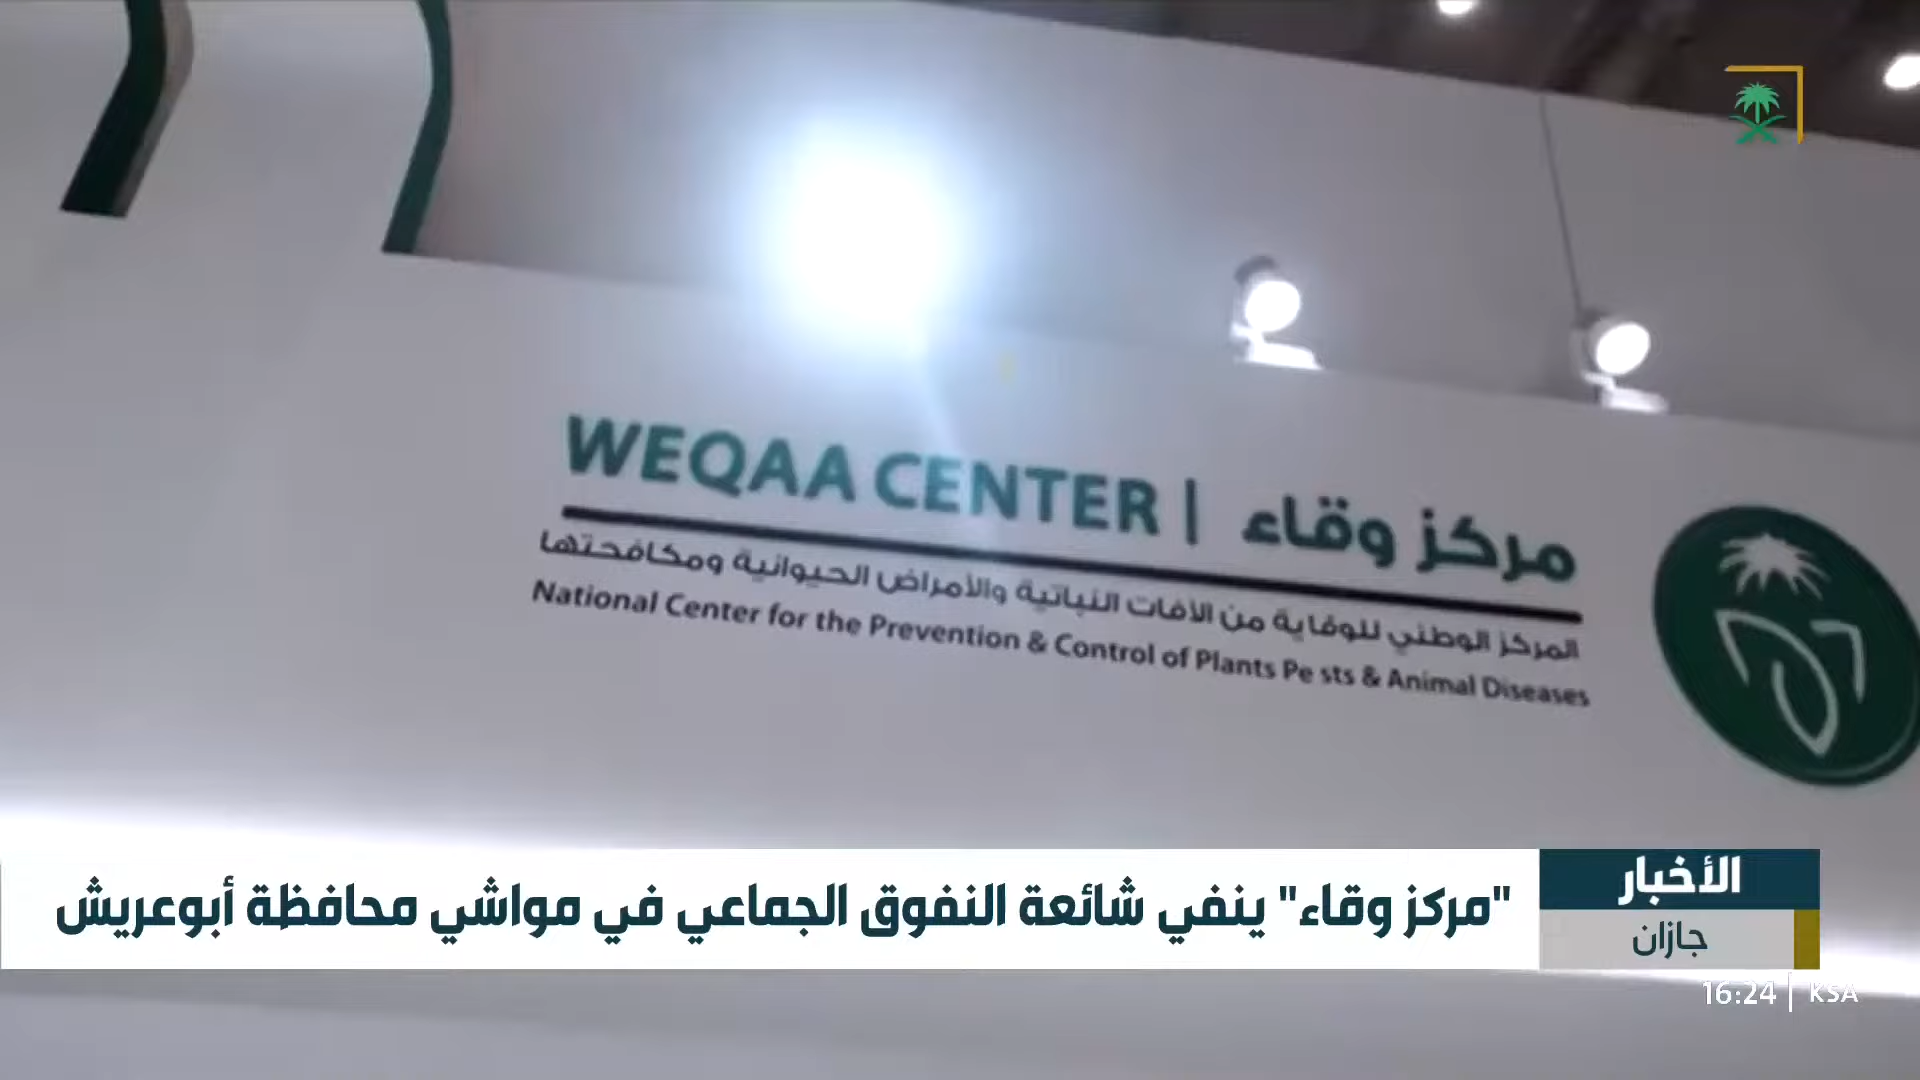 WEQAA CENTER | مركز وقاء
المركز الوطني للوقاية من الآفات النباتية والأمراض الحيوانية ومكافحتها
National Center for the Prevention & Control of Plants Pe sts & Animal Diseases
الأخبار
جازان
"مركز وقاء" ينفي شائعة النفوق الجماعي في مواشي محافظة أبوعريش
16:24 | KSA